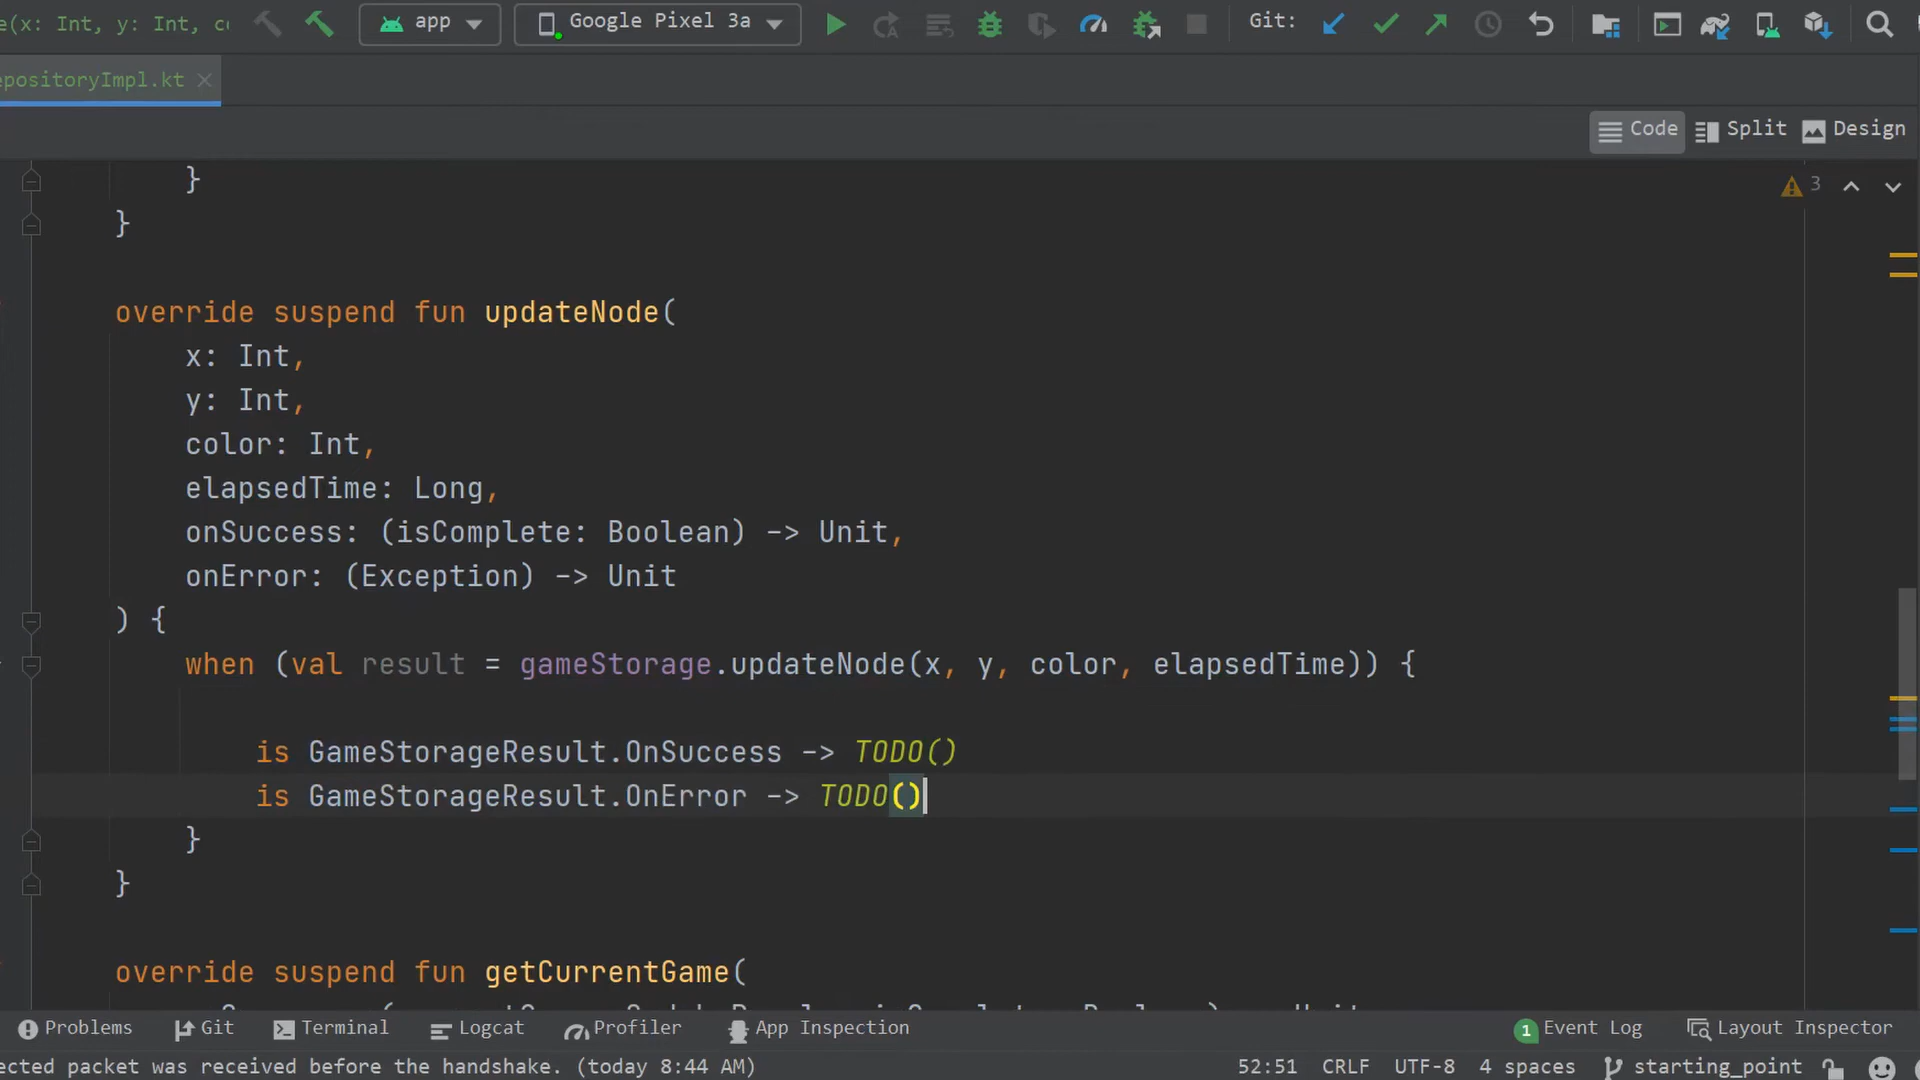 e(x: Int, y: Int, co
app
Google Pixel 3a
Git:
epositoryImpl.kt
Code
Split
Design
}
3
}
override suspend fun updateNode(
x: Int,
y: Int,
color: Int,
elapsedTime: Long,
onSuccess: (isComplete: Boolean) -> Unit,
onError: (Exception) -> Unit
) {
when (val result = gameStorage.updateNode(x, y, color, elapsedTime)) {
is GameStorageResult.OnSuccess -> TODO()
is GameStorageResult.OnError -> TODO()
}
}
override suspend fun getCurrentGame(
Problems
Git
Terminal
Logcat
Profiler
App Inspection
1
Event Log
Layout Inspector
ected packet was received before the handshake. (today 8:44 AM)
52:51
CRLF
UTF-8
4 spaces
starting_point